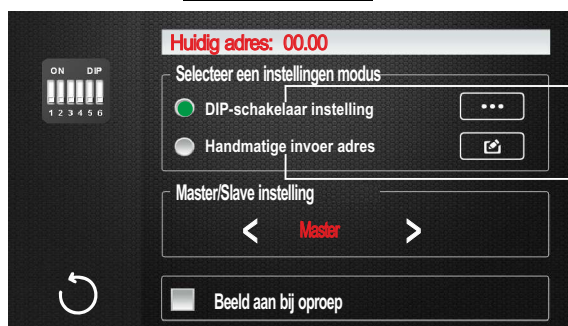 Huidig adres: 00.00
ON DIP
1 2 3 4 5 6
Selecteer een instellingen modus
DIP-schakelaar instelling
Handmatige invoer adres
Master/Slave instelling
< Master >
Beeld aan bij oproep